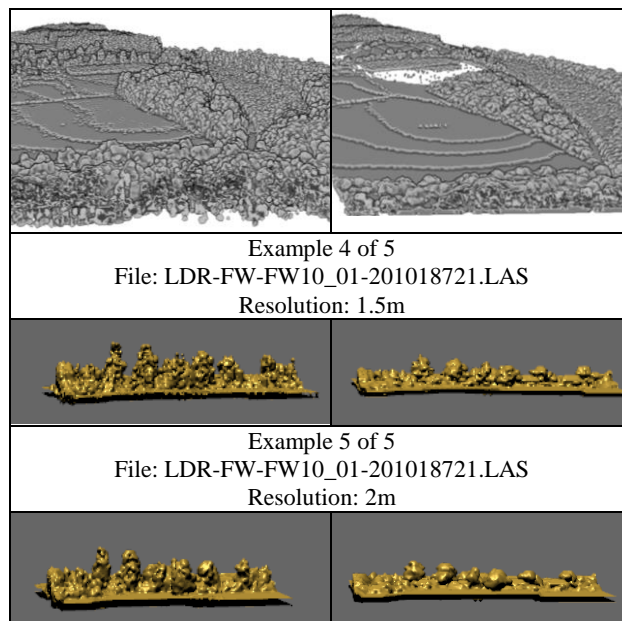 Example 4 of 5
File: LDR-FW-FW10_01-201018721.LAS
Resolution: 1.5m
Example 5 of 5
File: LDR-FW-FW10_01-201018721.LAS
Resolution: 2m